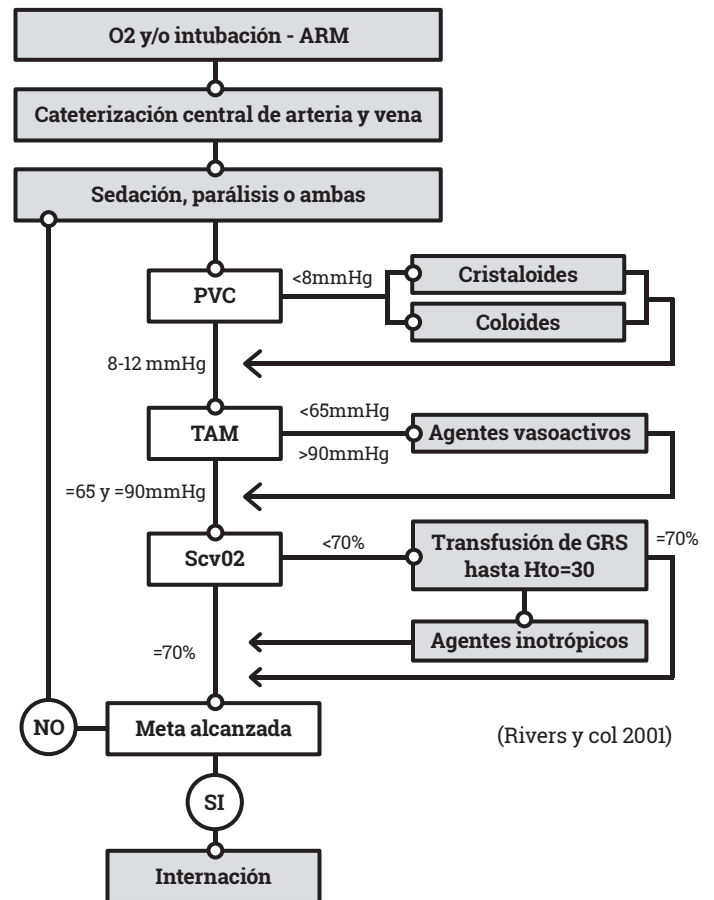 O2 y/o intubación - ARM
Cateterización central de arteria y vena
Sedación, parálisis o ambas
PVC
<8mmHg
Cristaloides
Coloides
8-12 mmHg
TAM
<65mmHg
>90mmHg
Agentes vasoactivos
=65 y =90mmHg
Scv02
<70%
Transfusión de GRS
hasta Hto=30
=70%
Agentes inotrópicos
=70%
NO
Meta alcanzada
(Rivers y col 2001)
SI
Internación